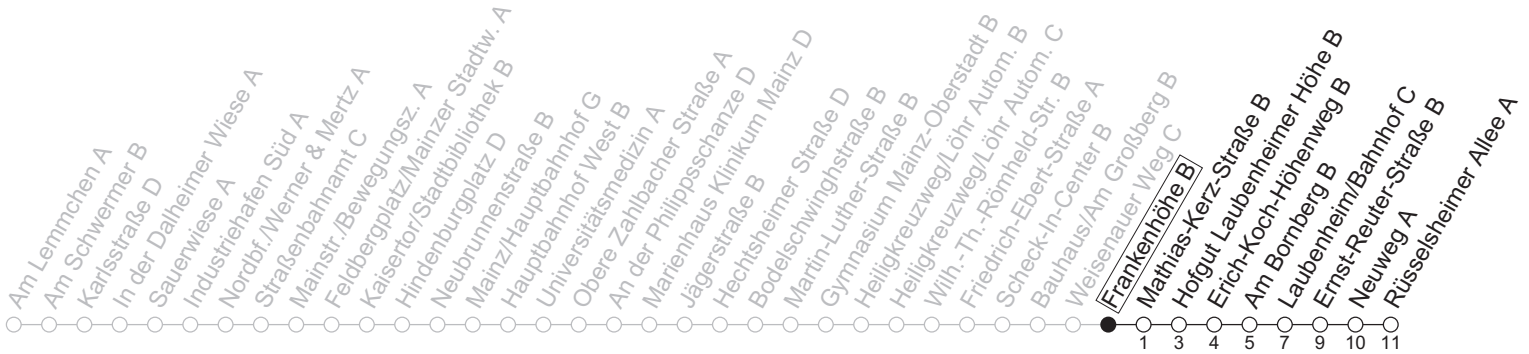 Am Lemmchen A
Am Schwermer B
Karlsstraße D
In der Dalheimer Wiese A
Sauerwiese A
Industriehafen Süd A
Nordbf./Werner & Mertz A
Straßenbahnamt C
Mainstr./Bewegungsz. A
Feldbergplatz/Mainzer Stadtw. A
Kaisertor/Stadtbibliothek B
Hindenburgplatz D
Neubrunnenstraße B
Mainz/Hauptbahnhof G
Hauptbahnhof West B
Universitätsmedizin A
Obere Zahlbacher Straße A
An der Philippsschanze D
Marienhaus Klinikum Mainz D
Jägerstraße B
Hechtsheimer Straße D
Bodelschwinghstraße B
Martin-Luther-Straße B
Gymnasium Mainz-Oberstadt B
Heiligkreuzweg/Löhr Autom. B
Heiligkreuzweg/Löhr Autom. C
Wilh.-Th.-Römheld-Str. B
Friedrich-Ebert-Straße A
Scheck-In-Center B
Bauhaus/Am Großberg B
Weisenauer Weg C
Frankenhöhe B
Mathias-Kerz-Straße B
Hofgut Laubenheimer Höhe B
Erich-Koch-Höhenweg B
Am Bornberg B
Laubenheim/Bahnhof C
Ernst-Reuter-Straße B
Neuweg A
Rüsselsheimer Allee A
1 3 4 5 7 9 10 11